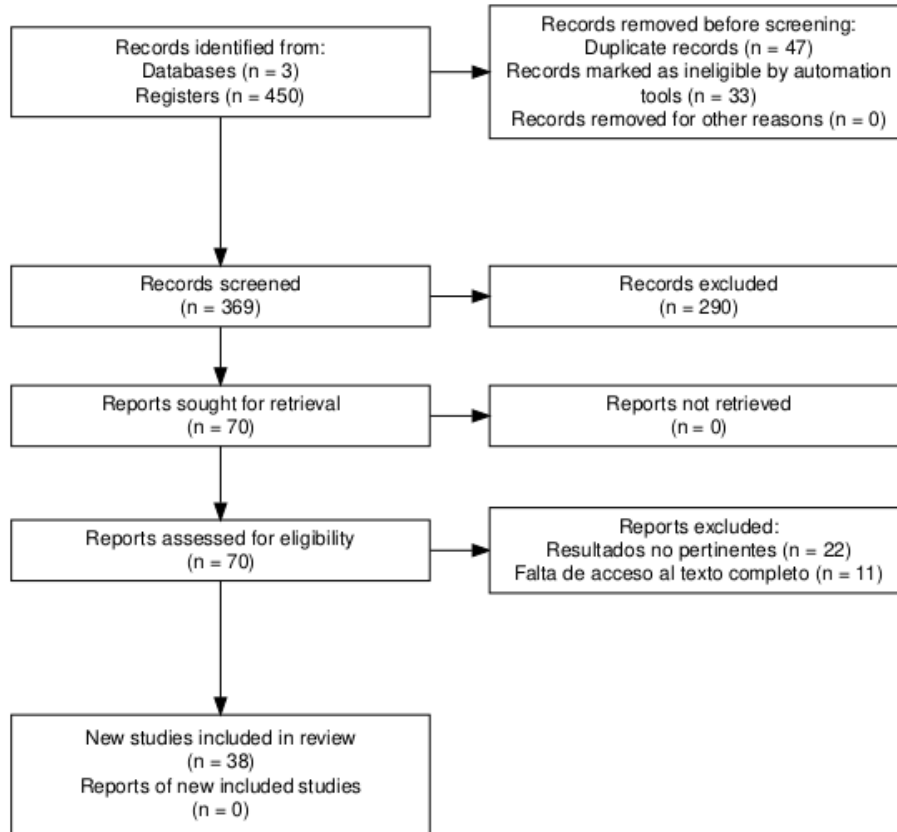 Records identified from:
Databases (n = 3)
Registers (n = 450)
Records removed before screening:
Duplicate records (n = 47)
Records marked as ineligible by automation
tools (n = 33)
Records removed for other reasons (n = 0)
Records screened
(n = 369)
Records excluded
(n = 290)
Reports sought for retrieval
(n = 70)
Reports not retrieved
(n = 0)
Reports assessed for eligibility
(n = 70)
Reports excluded:
Resultados no pertinentes (n = 22)
Falta de acceso al texto completo (n = 11)
New studies included in review
(n = 38)
Reports of new included studies
(n = 0)